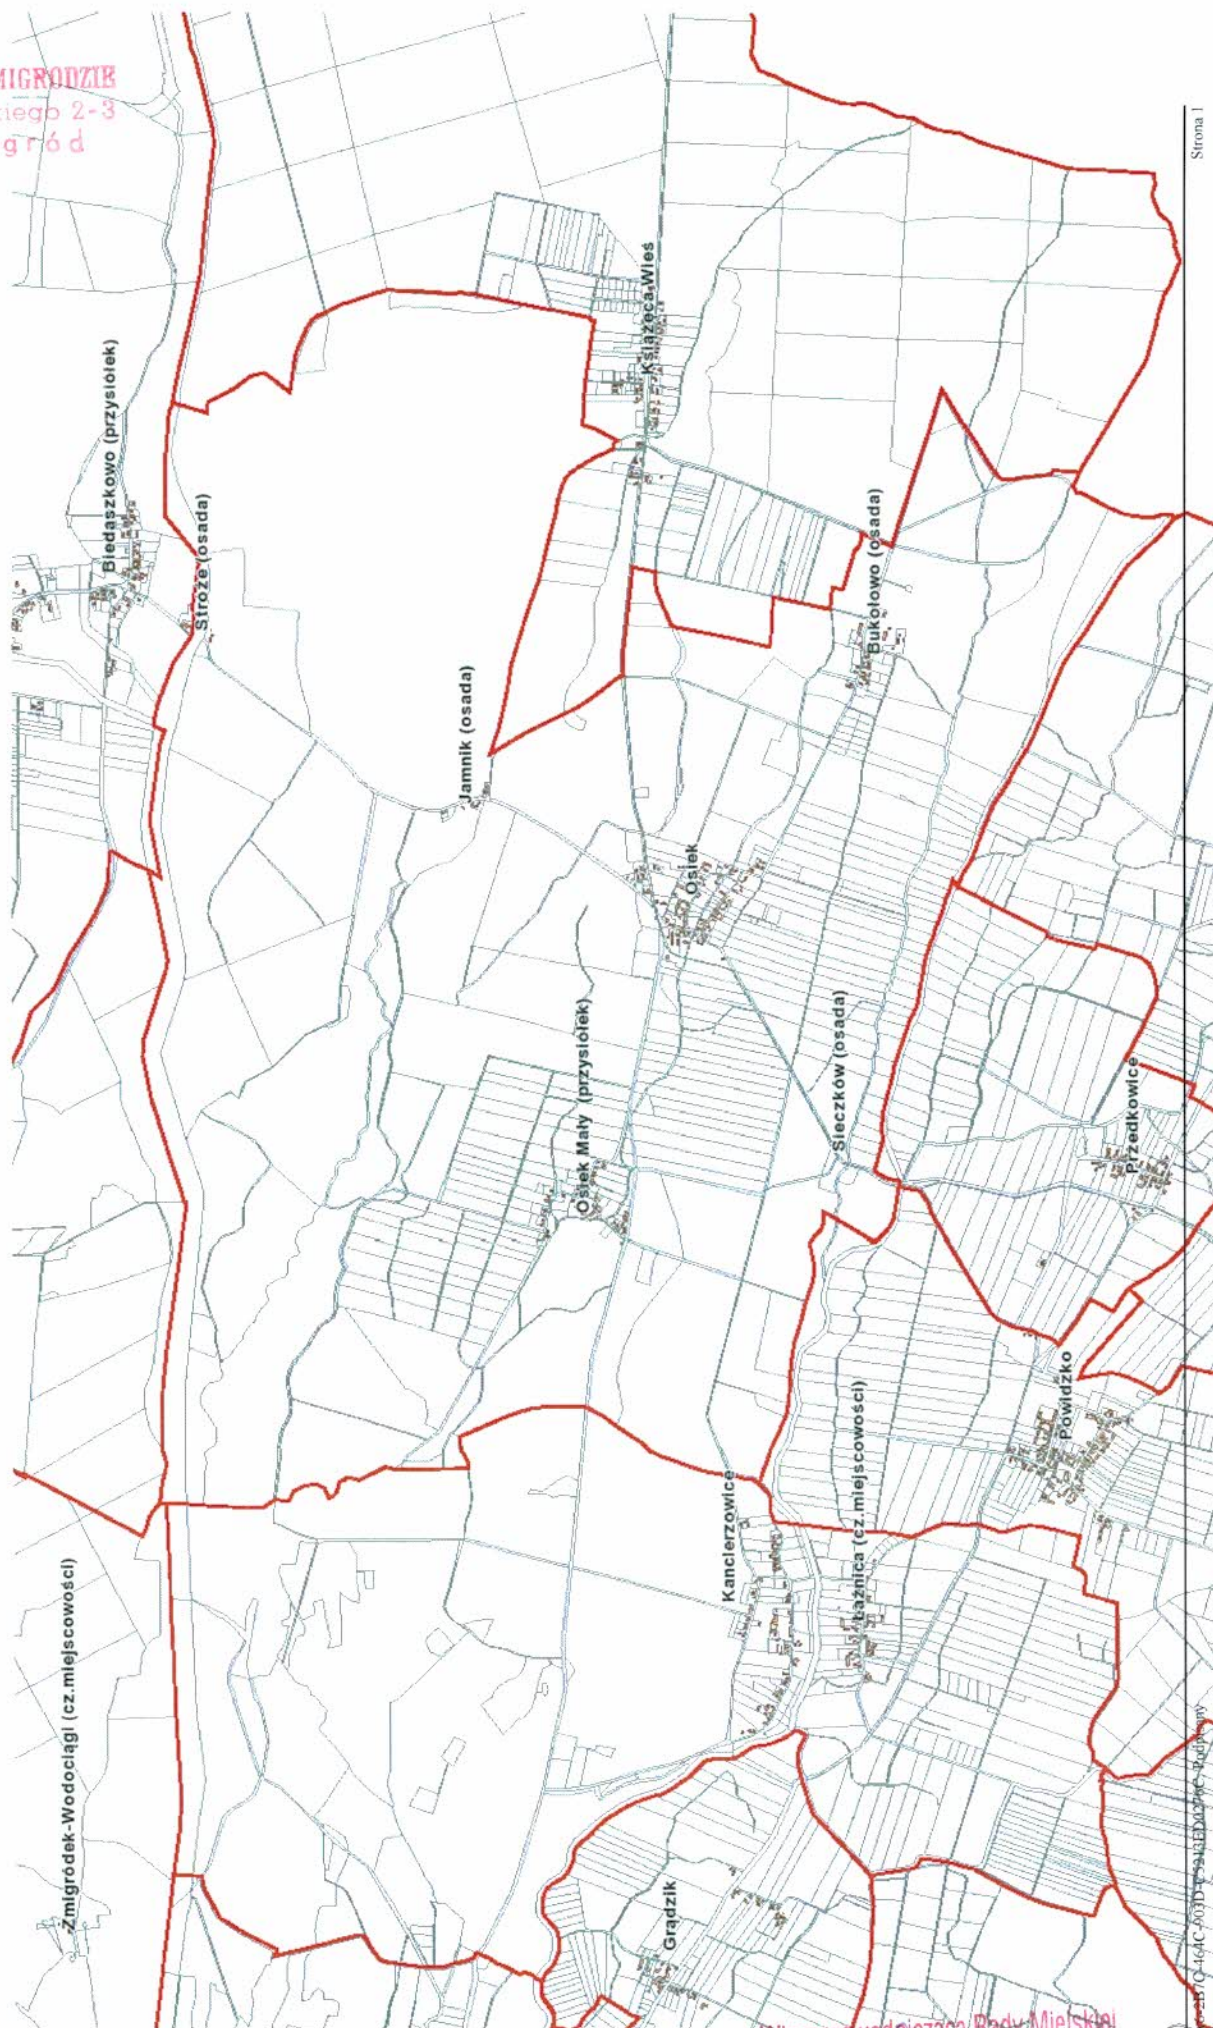 MIGRODZIE
kiego 2-3
gród
Biedaszkowo (przysiółek)
Stróże (osada)
Książęca Wieś
Jamnik (osada)
Bukołowo (osada)
Osiek
Osiek Mały (przysiółek)
Sieczków (osada)
Przedkowice
Powidzko
Kanclerzowice
Łaźnica (cz.miejscowości)
Żmigródek-Wodociągi (cz.miejscowości)
Grądzik
Rady Miejskiej
Podpisany
Strona 1